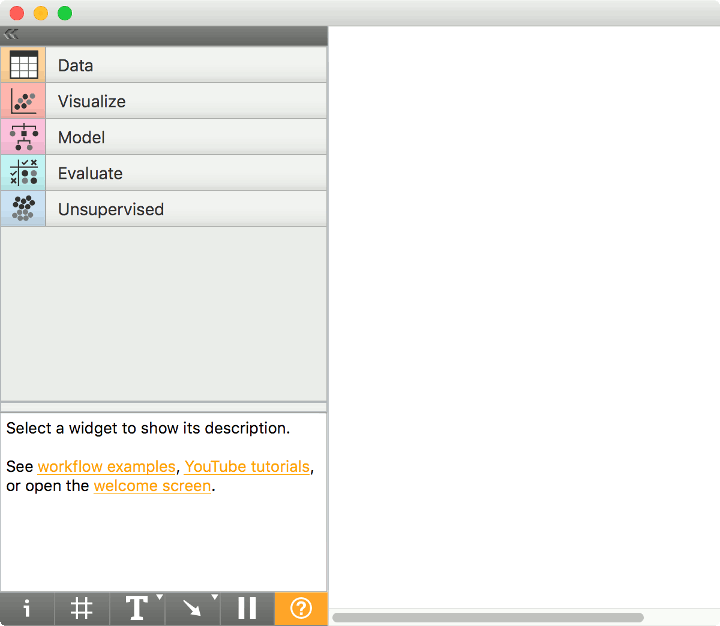 Data
Visualize
Model
Evaluate
Unsupervised
Select a widget to show its description.
See workflow examples, YouTube tutorials,
or open the welcome screen.
i # T ?